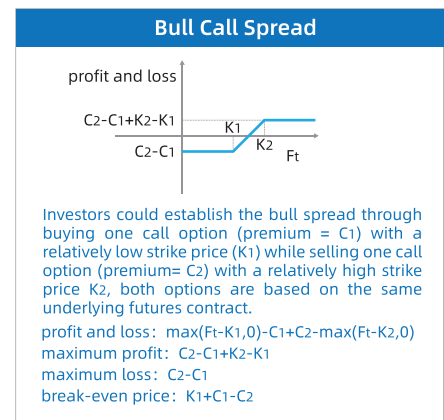 Bull Call Spread
profit and loss
C2-C1+K2-K1
K1
C2-C1
K2
Ft
Investors could establish the bull spread through
buying one call option (premium = C1) with a
relatively low strike price (K1) while selling one call
option (premium= C2) with a relatively high strike
price K2, both options are based on the same
underlying futures contract.
profit and loss: max(Ft-K1,0)-C1+C2-max(Ft-K2,0)
maximum profit: C2-C1+K2-K1
maximum loss: C2-C1
break-even price: K1+C1-C2